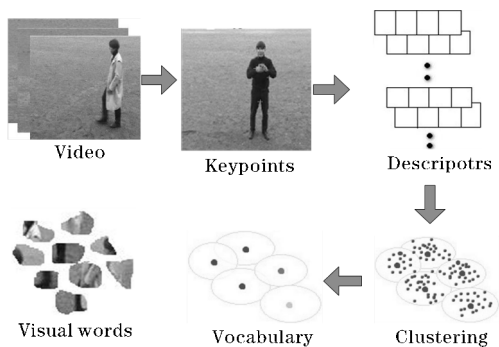 Video
Keypoints
Descripotrs
Visual words
Vocabulary
Clustering